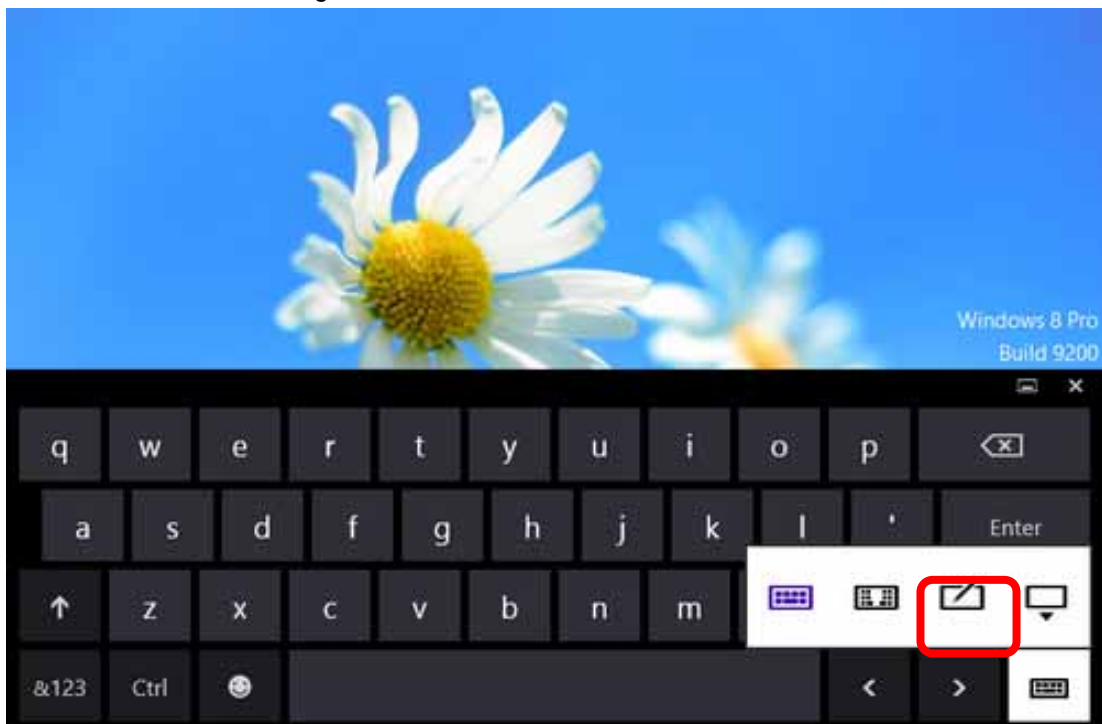 Windows 8 Pro
Build 9200
q w e r t y u i o p
a s d f g h j k l ' Enter
↑ z x c v b n m
&123 Ctrl < >